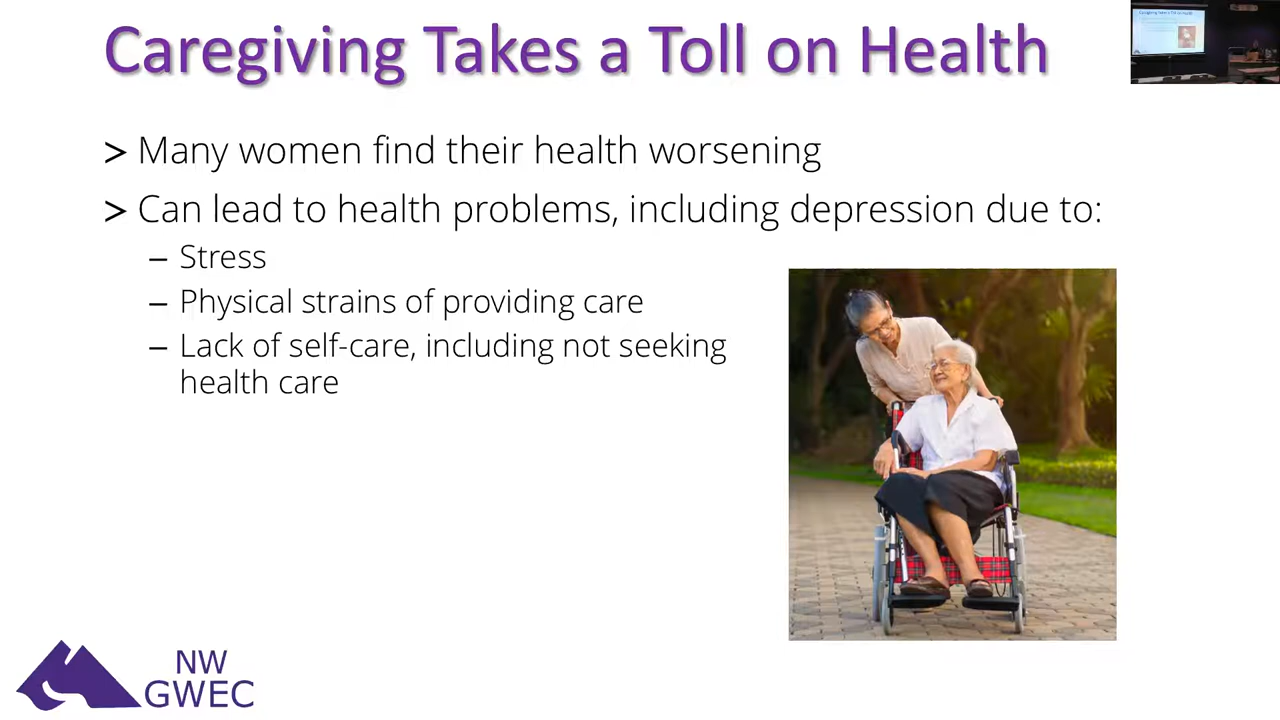 Caregiving Takes a Toll on Health
> Many women find their health worsening
> Can lead to health problems, including depression due to:
– Stress
– Physical strains of providing care
– Lack of self-care, including not seeking
health care
NW
GWEC